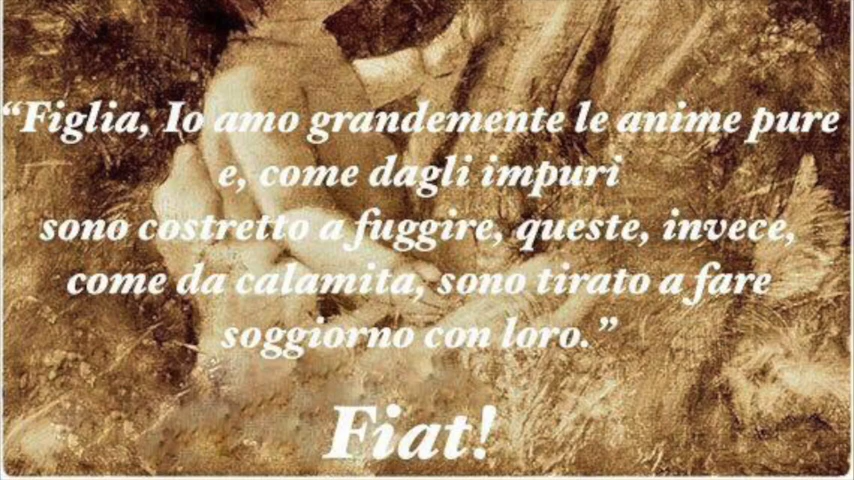 “Figlia, Io amo grandemente le anime pure
e, come dagli impuri
sono costretto a fuggire, queste, invece,
come da calamita, sono tirato a fare
soggiorno con loro.”
Fiat!